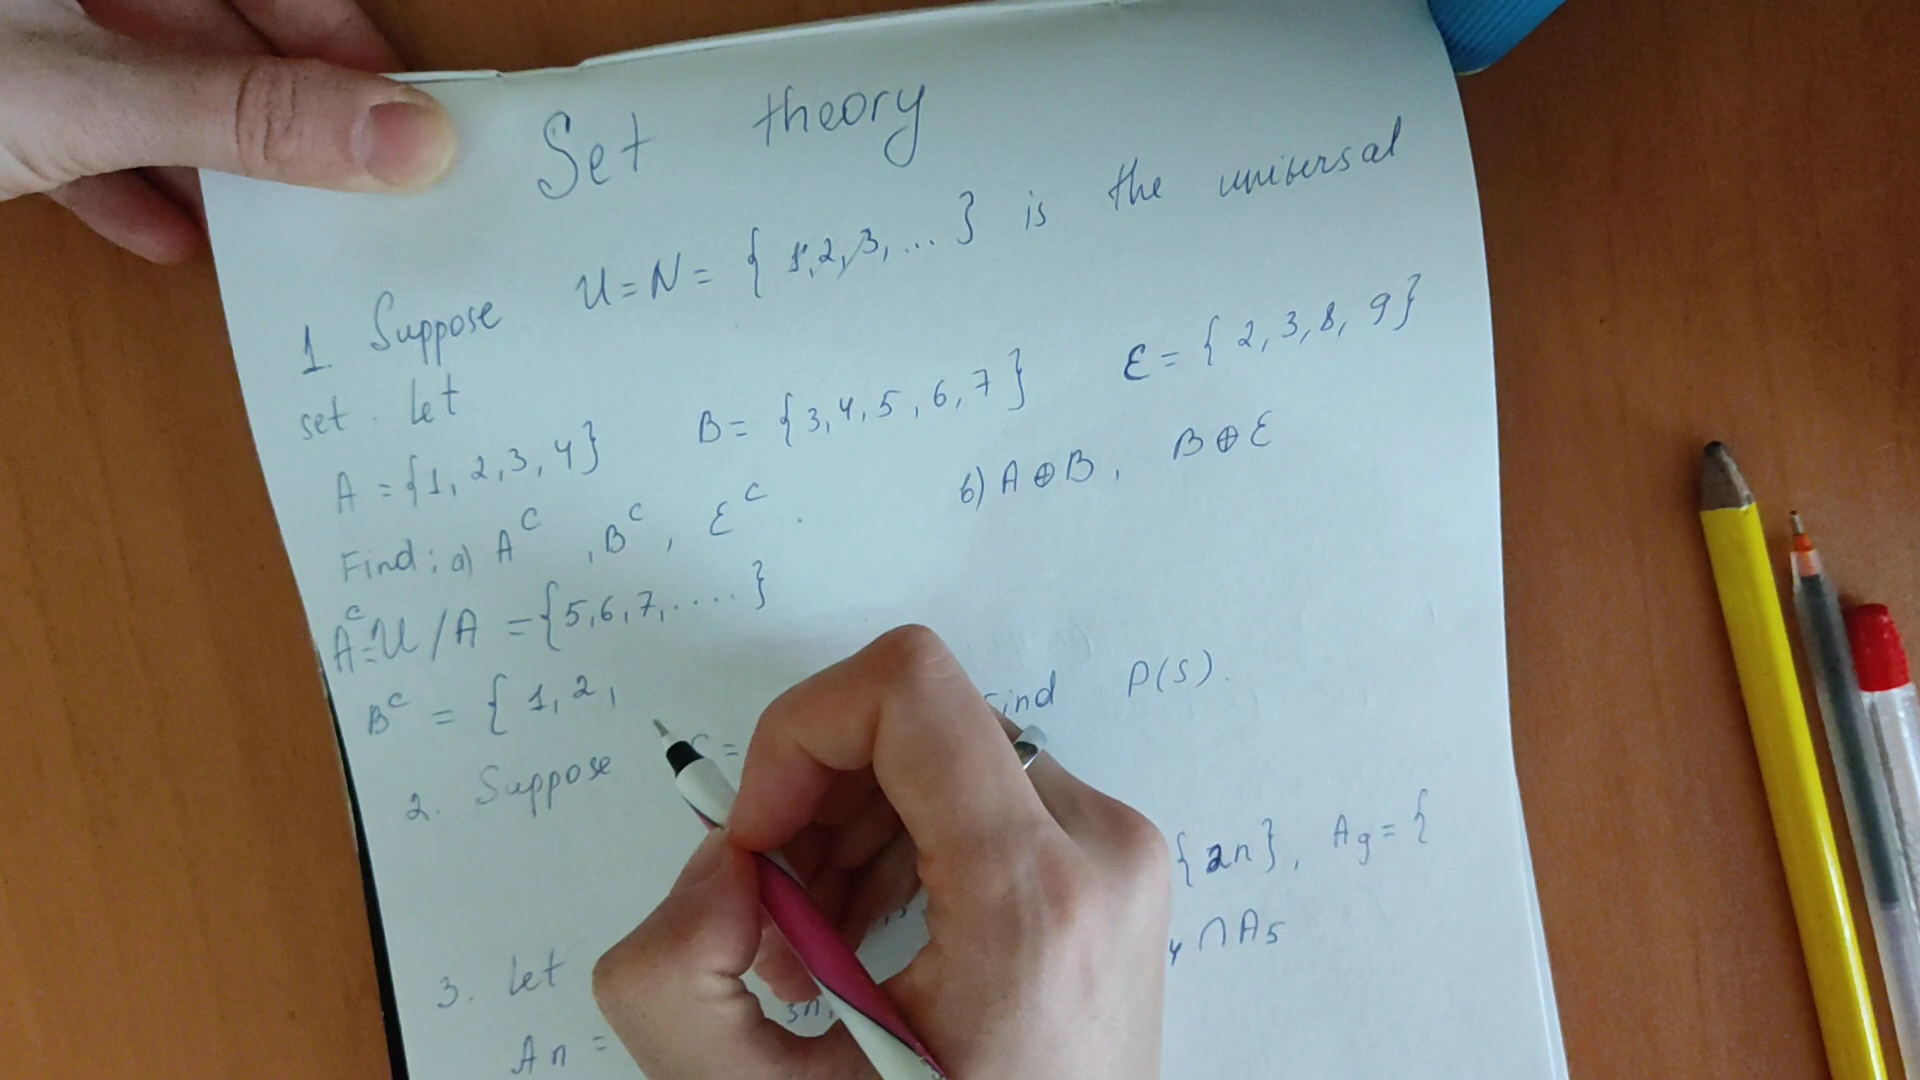 Set theory
1. Suppose U=N= { 1,2,3, ... } is the universal
set. Let
A = {1, 2, 3, 4} B= {3,4,5,6,7} E = { 2, 3, 8, 9}
Find: a) A^c, B^c, E^c. б) A⊕B, B⊕E
A^c=U/A = {5,6,7,....}
B^c = { 1, 2,
2. Suppose = Find P(S).
3. Let {2n}, A9={
∩A5
An = 3n,